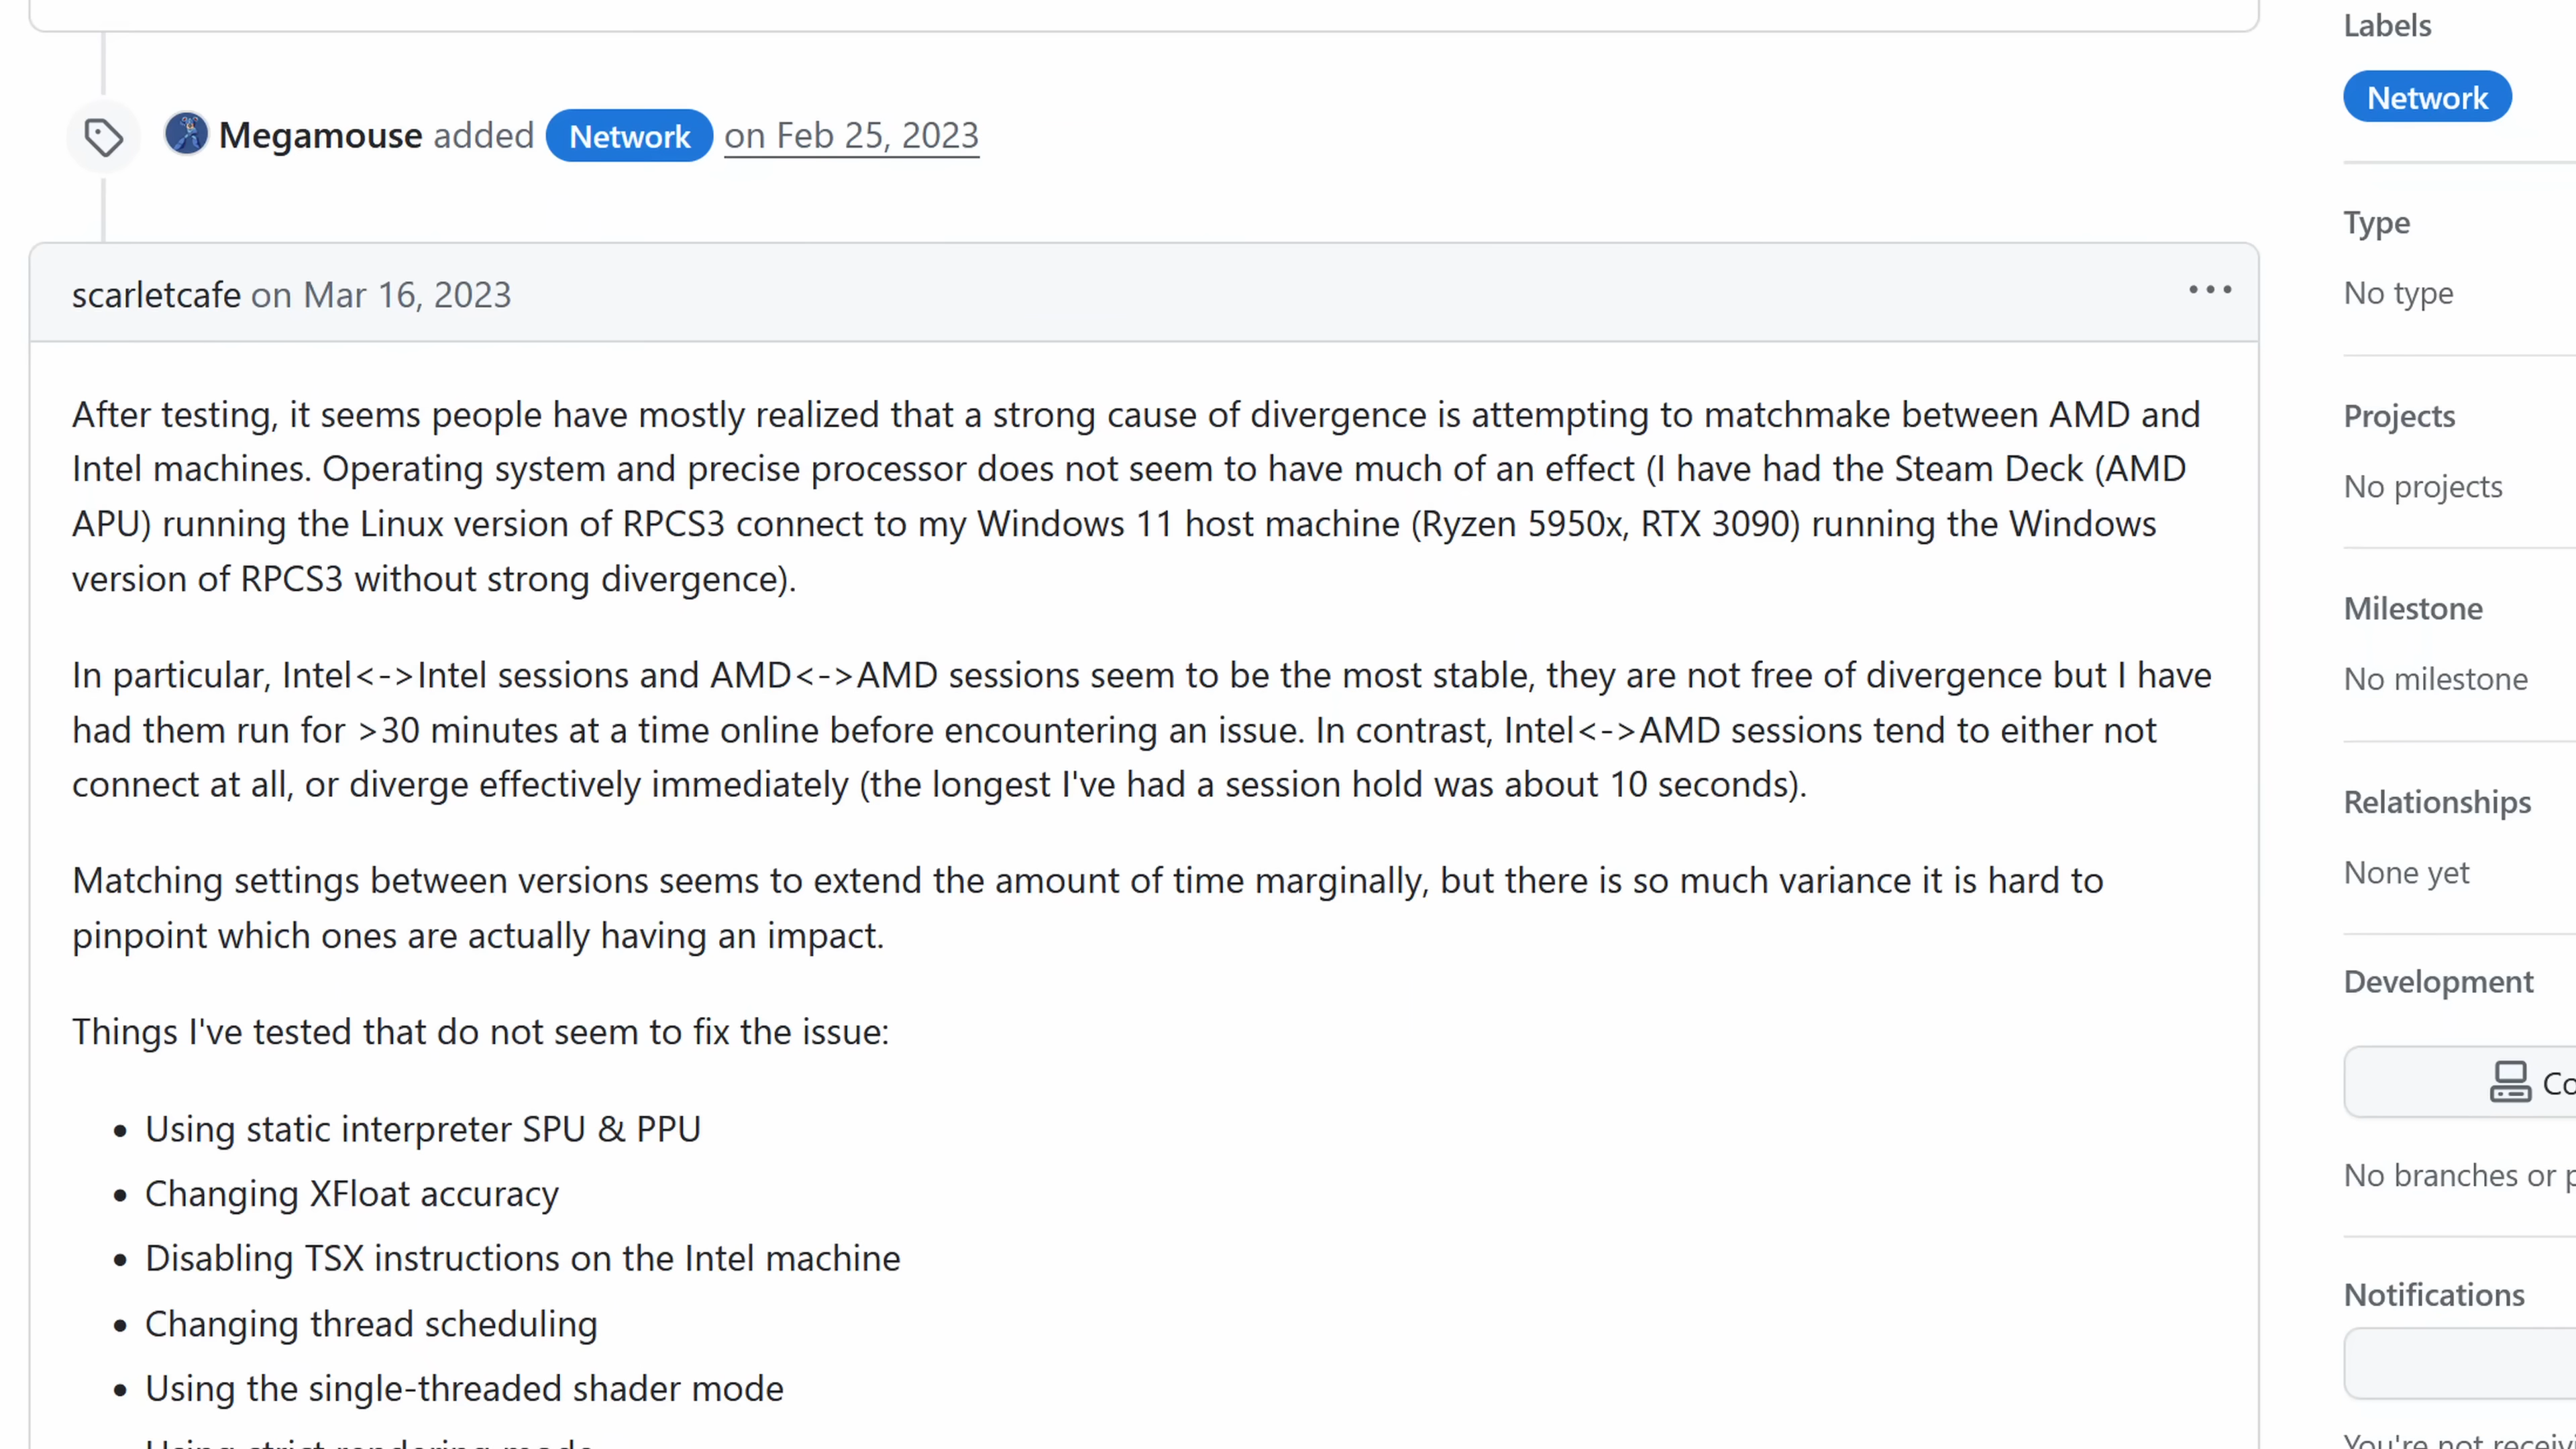 Megamouse added Network on Feb 25, 2023
scarletcafe on Mar 16, 2023
After testing, it seems people have mostly realized that a strong cause of divergence is attempting to matchmake between AMD and
Intel machines. Operating system and precise processor does not seem to have much of an effect (I have had the Steam Deck (AMD
APU) running the Linux version of RPCS3 connect to my Windows 11 host machine (Ryzen 5950x, RTX 3090) running the Windows
version of RPCS3 without strong divergence).
In particular, Intel<->Intel sessions and AMD<->AMD sessions seem to be the most stable, they are not free of divergence but I have
had them run for >30 minutes at a time online before encountering an issue. In contrast, Intel<->AMD sessions tend to either not
connect at all, or diverge effectively immediately (the longest I've had a session hold was about 10 seconds).
Matching settings between versions seems to extend the amount of time marginally, but there is so much variance it is hard to
pinpoint which ones are actually having an impact.
Things I've tested that do not seem to fix the issue:
• Using static interpreter SPU & PPU
• Changing XFloat accuracy
• Disabling TSX instructions on the Intel machine
• Changing thread scheduling
• Using the single-threaded shader mode
Using strict rendering mode
Labels
Network
Type
No type
Projects
No projects
Milestone
No milestone
Relationships
None yet
Development
Co
No branches or p
Notifications
You're not receiv